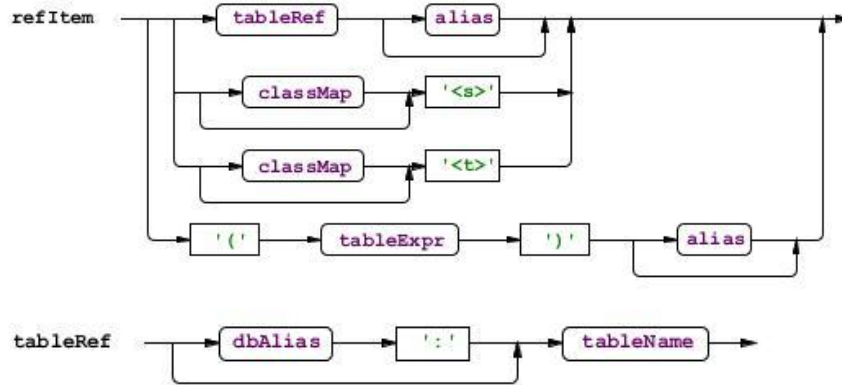 refItem tableRef alias
classMap '<s>'
classMap '<t>'
'(' tableExpr ')' alias
tableRef dbAlias ':' tableName